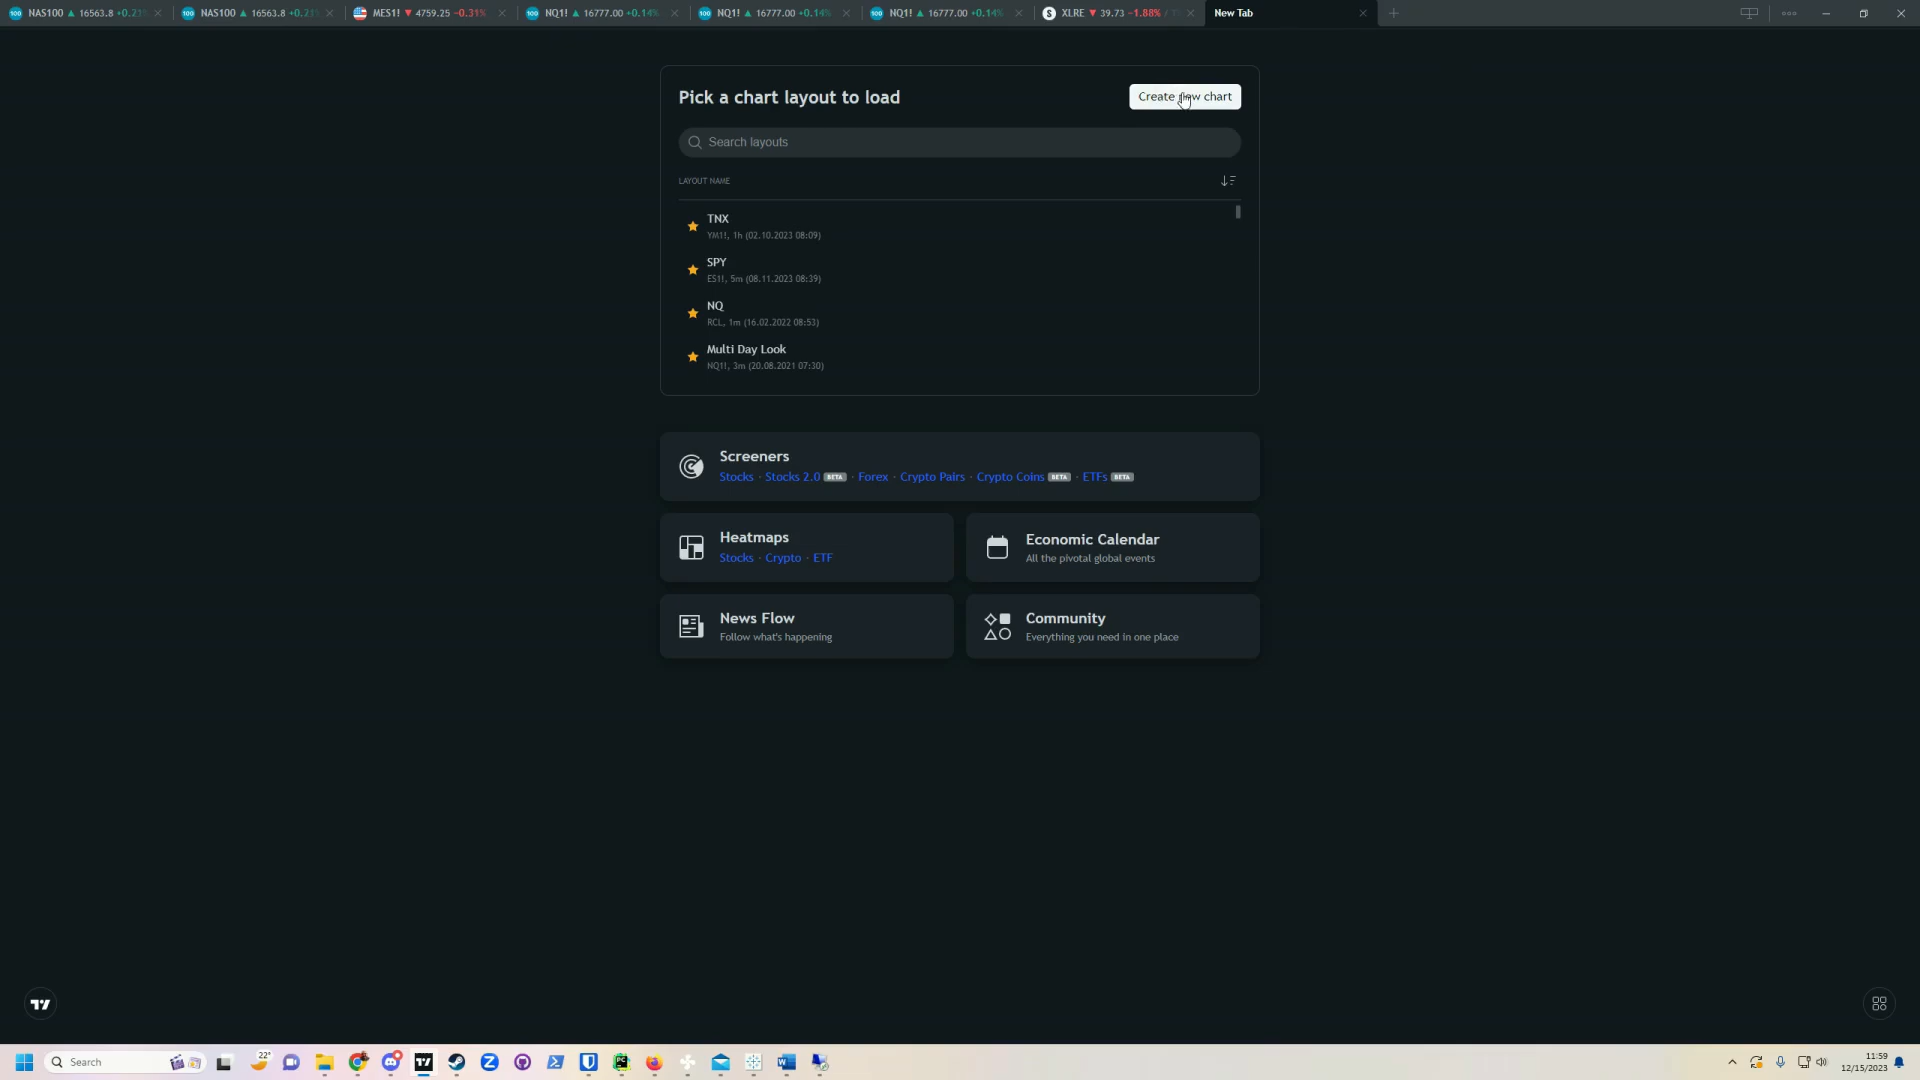 NAS100 ▲ 16563.8 +0.21%
NAS100 ▲ 16563.8 +0.21%
MES1! ▼ 4759.25 −0.31%
NQ1! ▲ 16777.00 +0.14%
NQ1! ▲ 16777.00 +0.14%
NQ1! ▲ 16777.00 +0.14%
XLRE ▼ 39.73 −1.88% /
New Tab
Pick a chart layout to load
Create new chart
Search layouts
LAYOUT NAME
TNX
YM1!, 1h (02.10.2023 08:09)
SPY
ES1!, 5m (08.11.2023 08:39)
NQ
RCL, 1m (16.02.2022 08:53)
Multi Day Look
NQ1!, 3m (20.08.2021 07:30)
Screeners
Stocks · Stocks 2.0 BETA · Forex · Crypto Pairs · Crypto Coins BETA · ETFs BETA
Heatmaps
Stocks · Crypto · ETF
Economic Calendar
All the pivotal global events
News Flow
Follow what's happening
Community
Everything you need in one place
Search
22°
11:59
12/15/2023